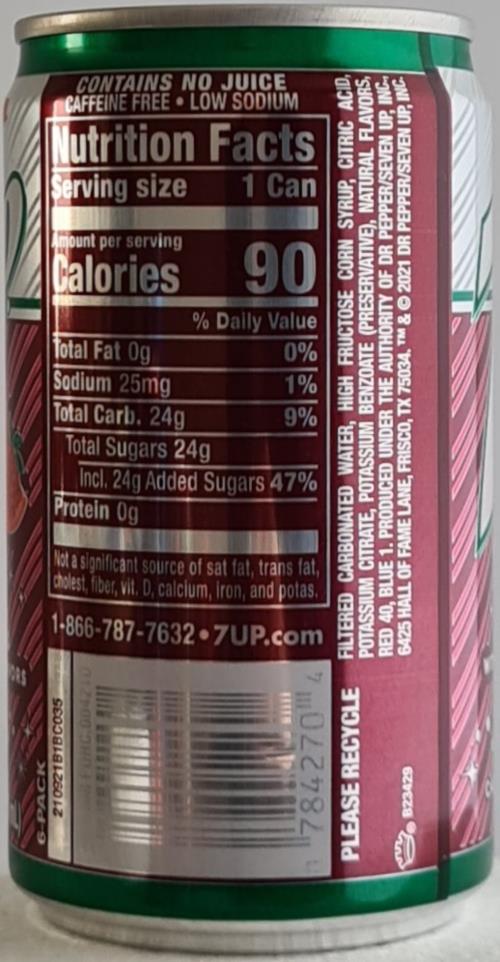 CONTAINS NO JUICE
CAFFEINE FREE • LOW SODIUM
Nutrition Facts
Serving size 1 Can
Amount per serving
Calories 90
% Daily Value
Total Fat 0g 0%
Sodium 25mg 1%
Total Carb. 24g 9%
Total Sugars 24g
Incl. 24g Added Sugars 47%
Protein 0g
Not a significant source of sat fat, trans fat,
cholest, fiber, vit. D, calcium, iron, and potas.
1-866-787-7632 • 7UP.com
FILTERED CARBONATED WATER, HIGH FRUCTOSE CORN SYRUP, CITRIC ACID,
POTASSIUM CITRATE, POTASSIUM BENZOATE (PRESERVATIVE), NATURAL FLAVORS,
RED 40, BLUE 1. PRODUCED UNDER THE AUTHORITY OF DR PEPPER/SEVEN UP, INC.,
6425 HALL OF FAME LANE, FRISCO, TX 75034. ™ & © 2021 DR PEPPER/SEVEN UP, INC.
PLEASE RECYCLE
B23429
6-PACK
210921B1BC035
784270 4